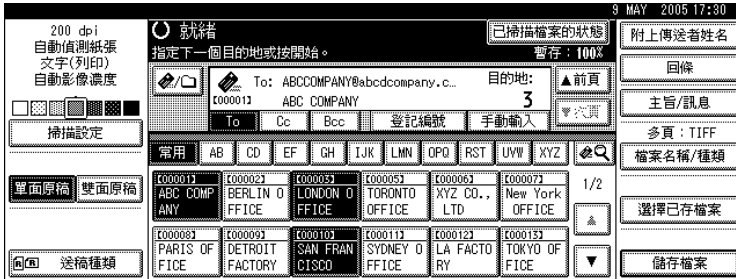 9 MAY 2005 17:30
200 dpi
自動偵測紙張
文字(列印)
自動影像濃度
掃描設定
單面原稿 雙面原稿
送稿種類
就緒
已掃描檔案的狀態
指定下一個目的地或按開始。 暫存:100%
To: ABCCOMPANY@abcdcompany.c... 目的地:
[00001] ABC COMPANY 3
▲前頁
▼次頁
To Cc Bcc 登記編號 手動輸入
常用 AB CD EF GH IJK LMN OPQ RST UVW XYZ
[00001] [00002] [00003] [00005] [00006] [00007]
ABC COMP BERLIN O LONDON O TORONTO XYZ CO., New York
ANY FFICE FFICE OFFICE LTD OFFICE
[00008] [00009] [00010] [00011] [00012] [00013]
PARIS OF DETROIT SAN FRAN SYDNEY O LA FACTO TOKYO OF
FICE FACTORY CISCO FFICE RY FICE
1/2
附上傳送者姓名
回條
主旨/訊息
多頁:TIFF
檔案名稱/種類
選擇已存檔案
儲存檔案